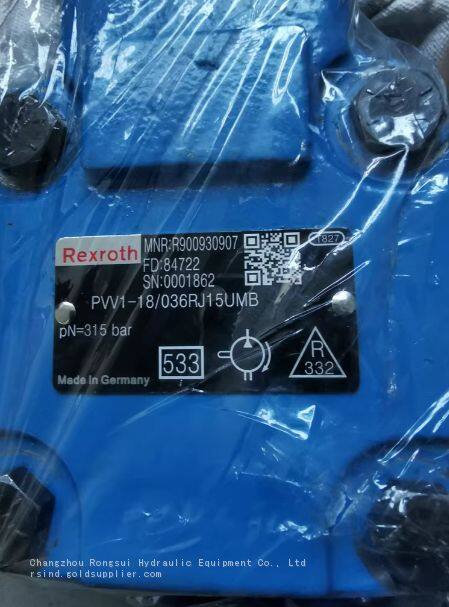 Rexroth
MNR:R900930907
1827
FD:84722
SN:0001862
PVV1-18/036RJ15UMB
pN=315 bar
533
R
332
Made in Germany
Changzhou Rongsui Hydraulic Equipment Co., Ltd
rsind.goldsupplier.com